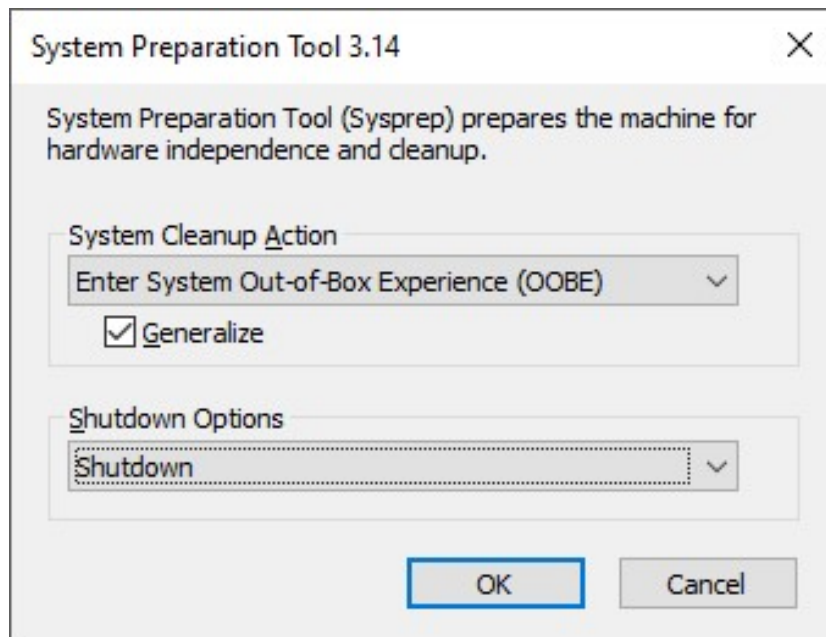 System Preparation Tool 3.14
System Preparation Tool (Sysprep) prepares the machine for
hardware independence and cleanup.
System Cleanup Action
Enter System Out-of-Box Experience (OOBE)
Generalize
Shutdown Options
Shutdown
OK
Cancel